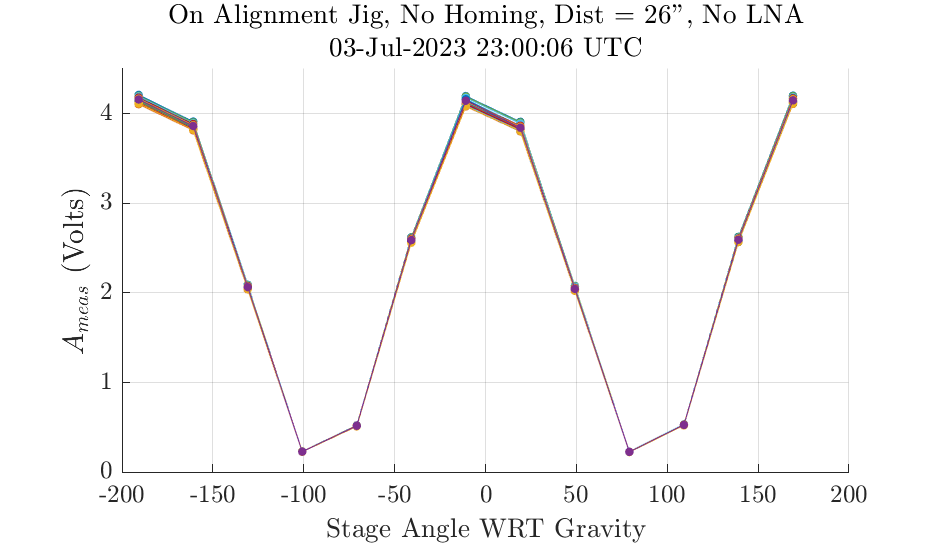 On Alignment Jig, No Homing, Dist = 26”, No LNA
03-Jul-2023 23:00:06 UTC
A_meas (Volts)
4
3
2
1
0
-200 -150 -100 -50 0 50 100 150 200
Stage Angle WRT Gravity